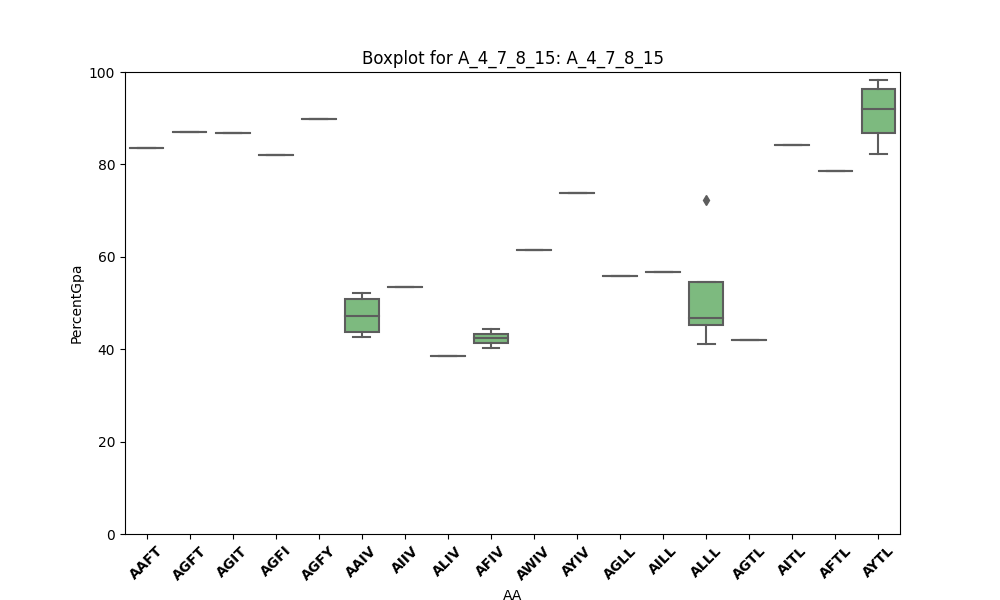 Boxplot for A_4_7_8_15: A_4_7_8_15
100
80
60
40
20
0
PercentGpa
AAFT AGFT AGIT AGFI AGFY AAIV AIIV ALIV AFIV AWIV AYIV AGLL AILL ALLL AGTL AITL AFTL AYTL
AA